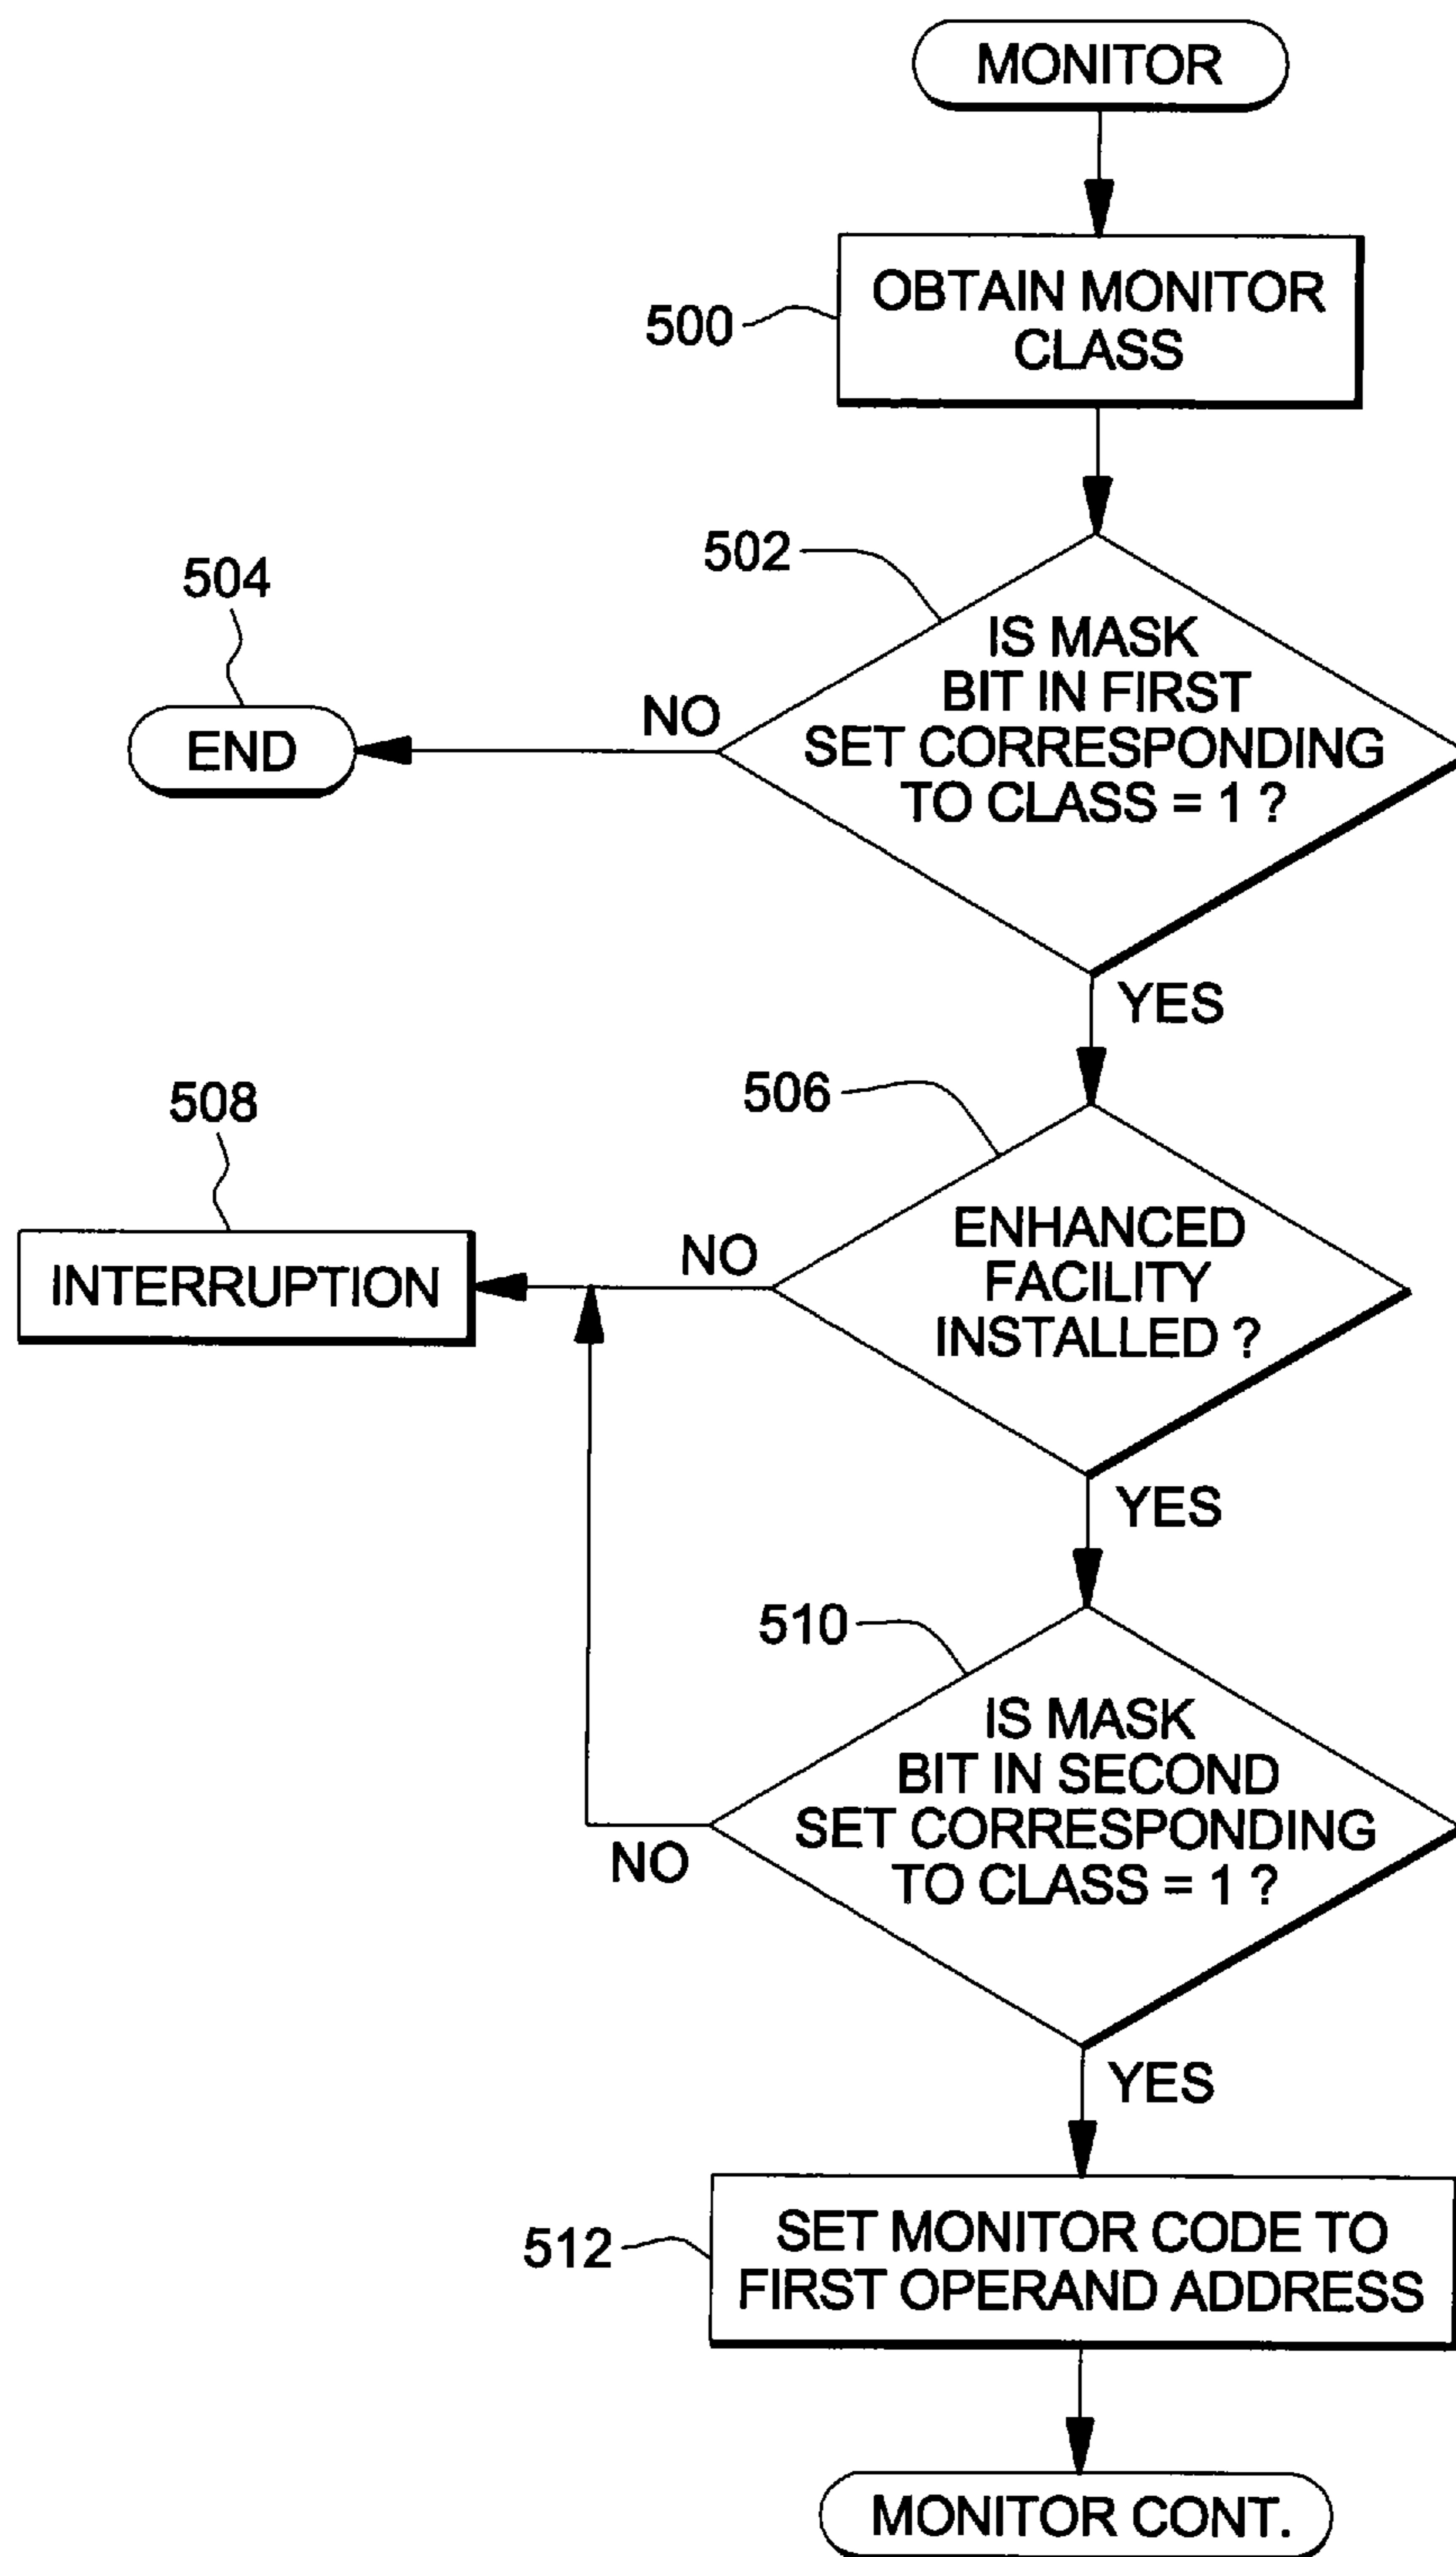 MONITOR
OBTAIN MONITOR
CLASS
500
502
504
IS MASK
BIT IN FIRST
SET CORRESPONDING
TO CLASS = 1 ?
NO
END
YES
506
508
ENHANCED
FACILITY
INSTALLED ?
NO
INTERRUPTION
YES
510
IS MASK
BIT IN SECOND
SET CORRESPONDING
TO CLASS = 1 ?
NO
YES
512
SET MONITOR CODE TO
FIRST OPERAND ADDRESS
MONITOR CONT.